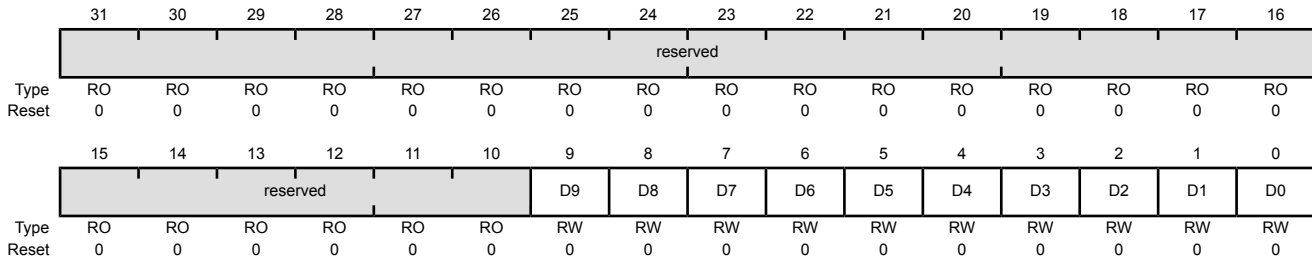 31 30 29 28 27 26 25 24 23 22 21 20 19 18 17 16
reserved
Type RO RO RO RO RO RO RO RO RO RO RO RO RO RO RO RO
Reset 0 0 0 0 0 0 0 0 0 0 0 0 0 0 0 0
15 14 13 12 11 10 9 8 7 6 5 4 3 2 1 0
reserved D9 D8 D7 D6 D5 D4 D3 D2 D1 D0
Type RO RO RO RO RO RO RW RW RW RW RW RW RW RW RW RW
Reset 0 0 0 0 0 0 0 0 0 0 0 0 0 0 0 0